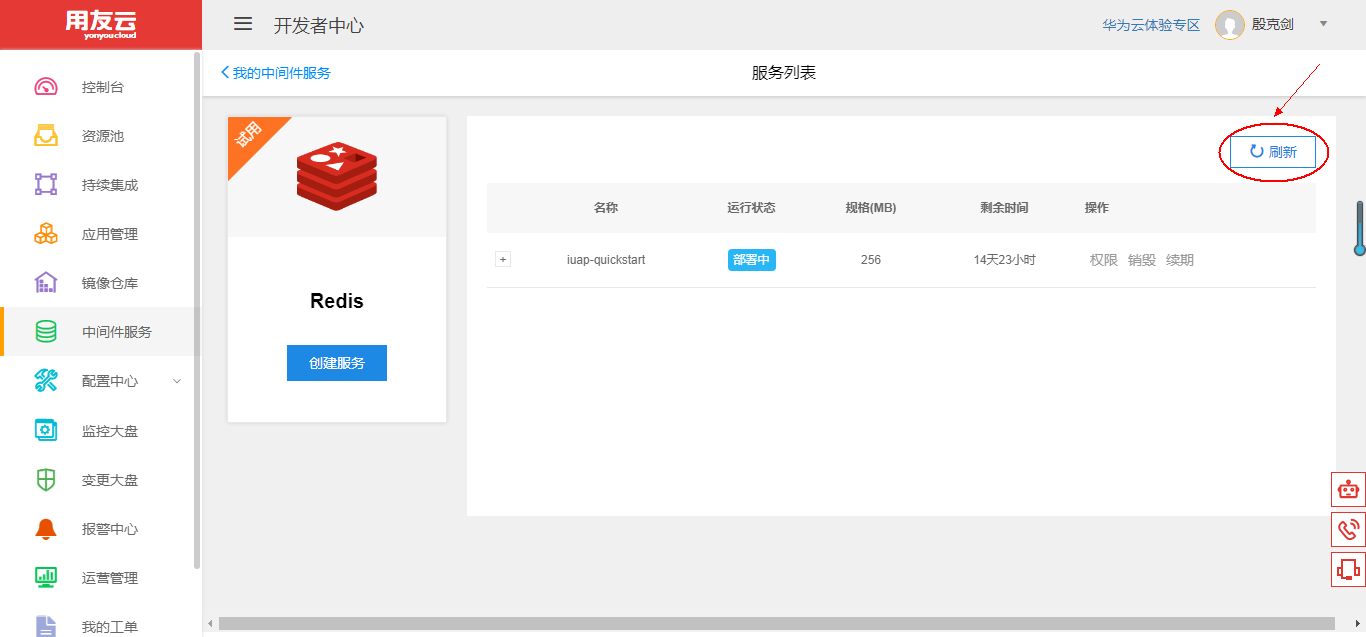 用友云
yonyoucloud
开发者中心
华为云体验专区
殷克剑
控制台
资源池
持续集成
应用管理
镜像仓库
中间件服务
配置中心
监控大盘
变更大盘
报警中心
运营管理
我的工单
我的中间件服务
服务列表
试用
Redis
创建服务
刷新
名称 运行状态 规格(MB) 剩余时间 操作
+ iuap-quickstart 部署中 256 14天23小时 权限 销毁 续期